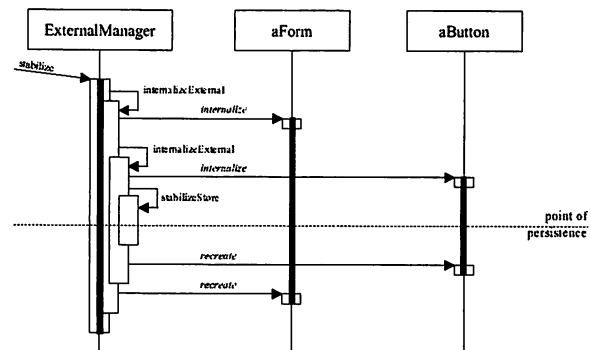 ExternalManager
aForm
aButton
stabilize
internalizeExternal
internalize
internalizeExternal
internalize
stabilizeStore
point of
persistence
recreate
recreate